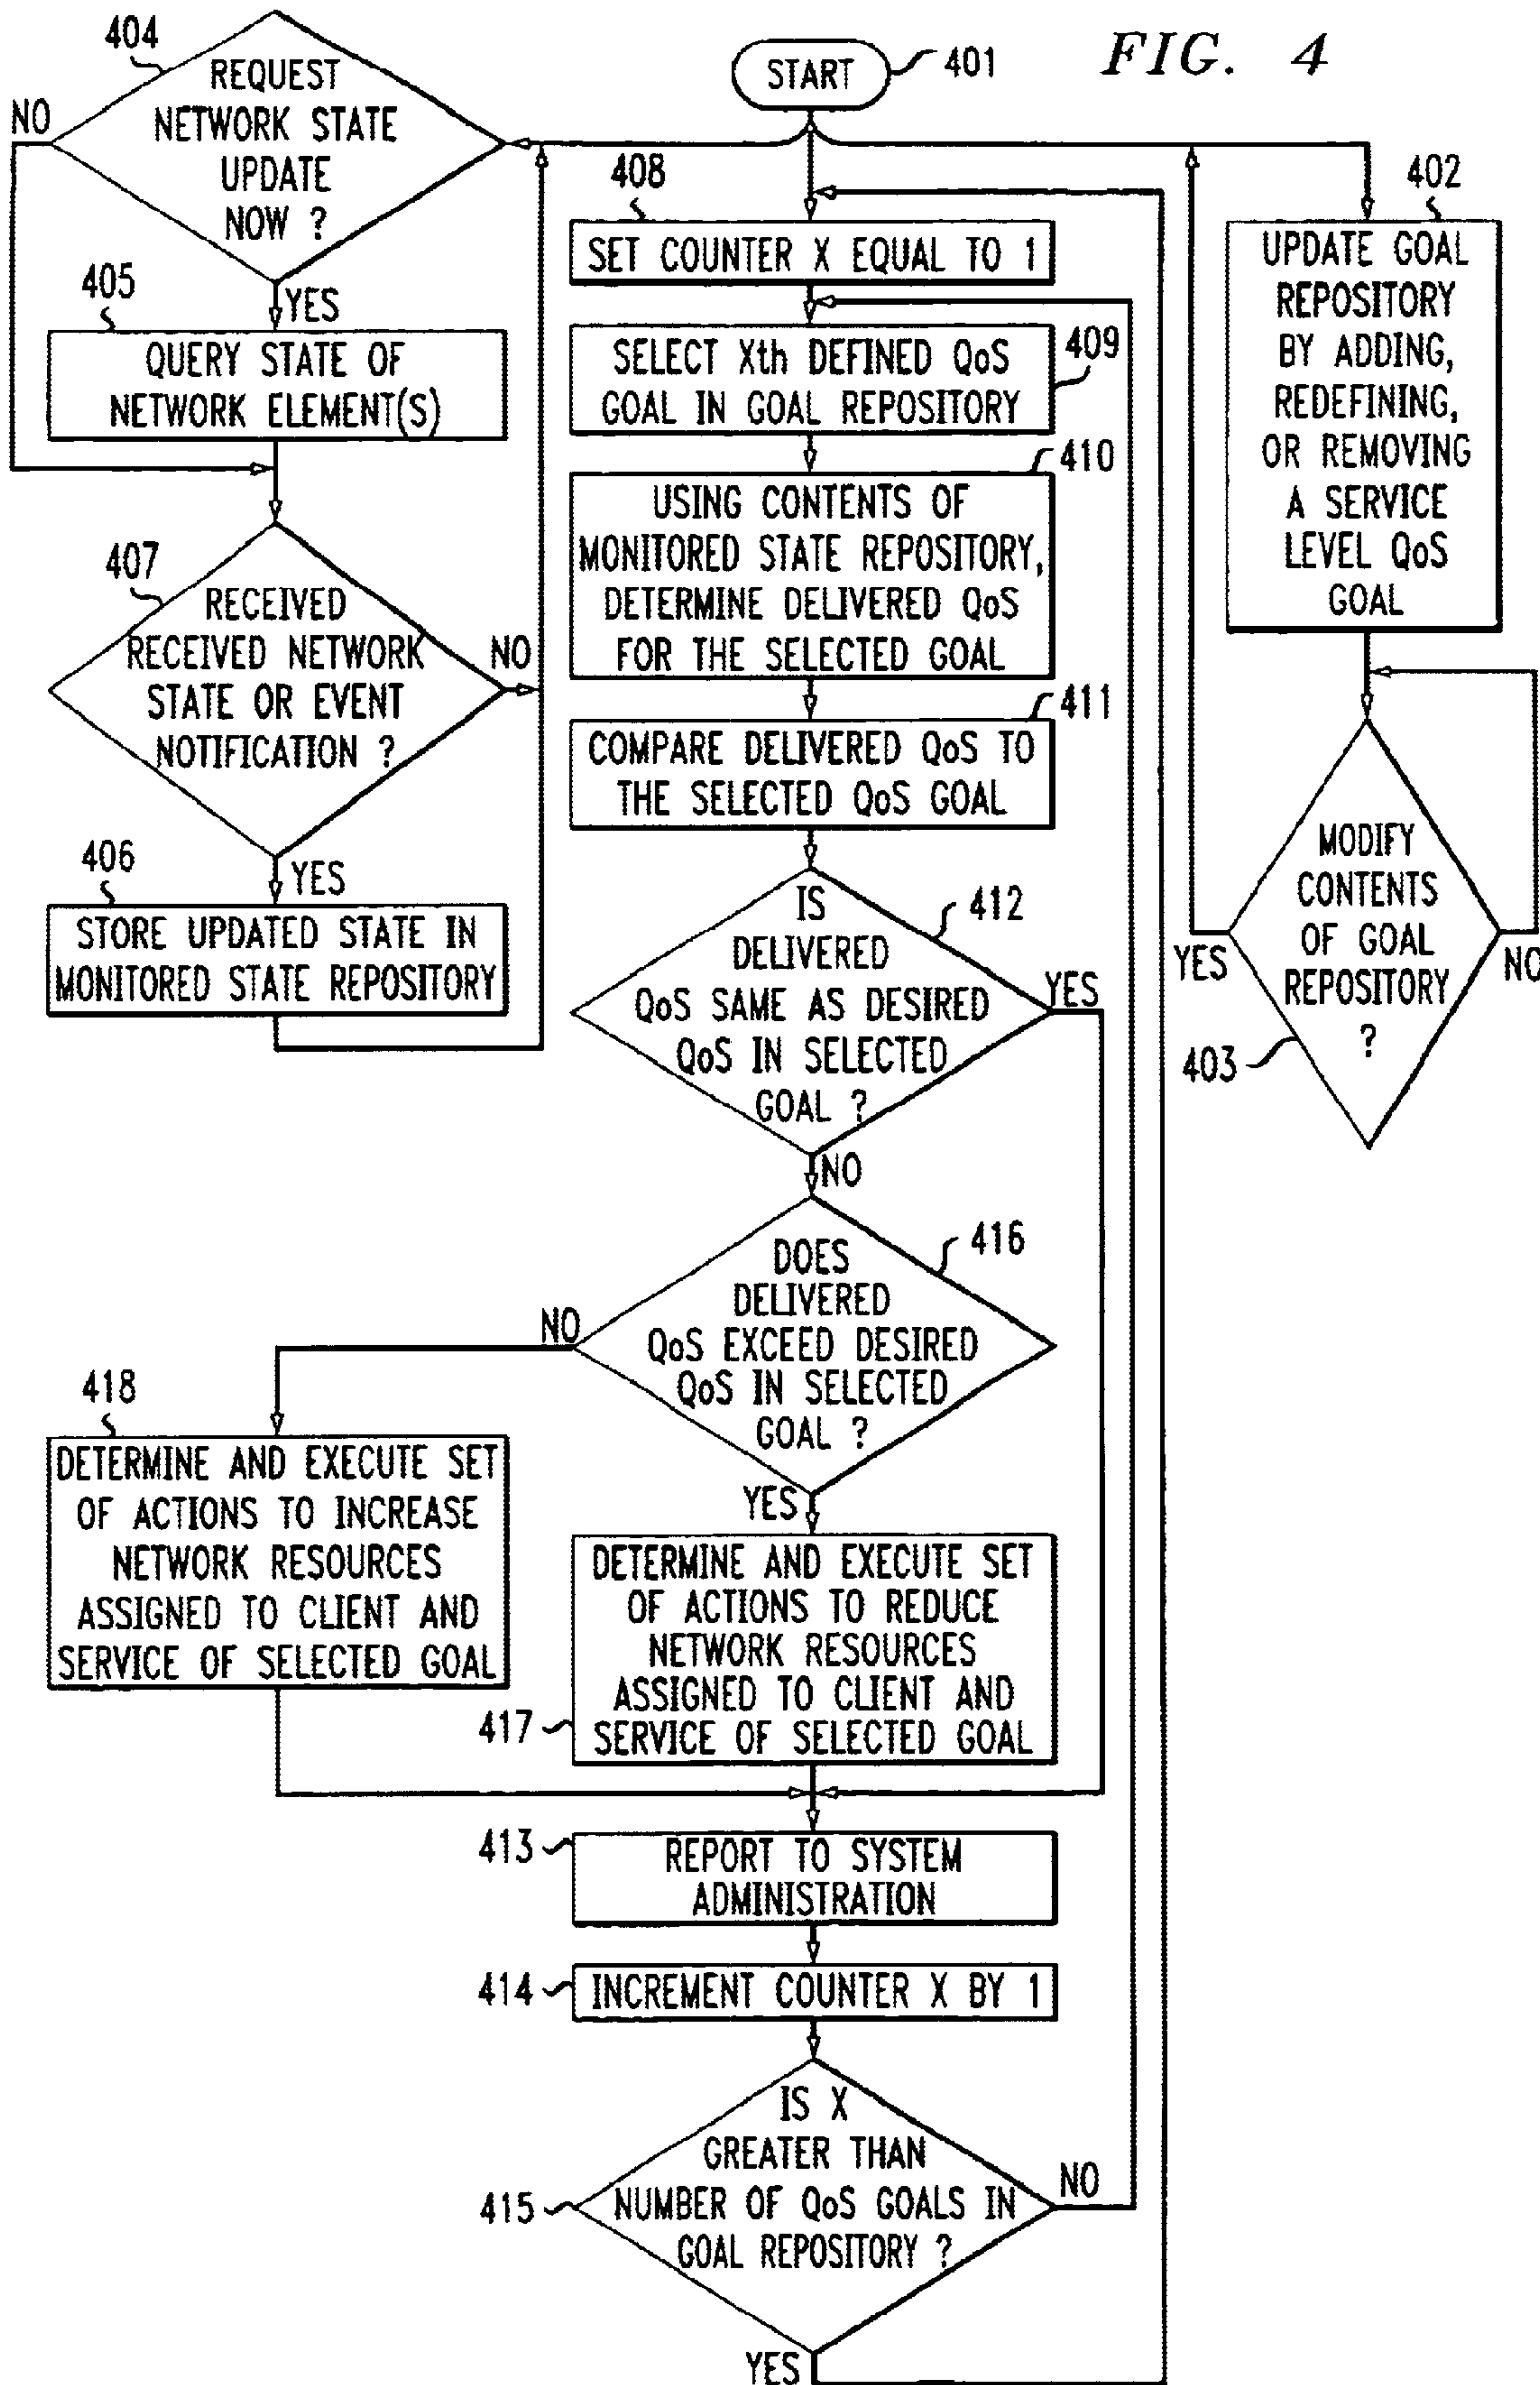 FIG. 4
START
401
404
REQUEST
NETWORK STATE
UPDATE
NOW ?
NO
YES
405
QUERY STATE OF
NETWORK ELEMENT(S)
407
RECEIVED
RECEIVED NETWORK
STATE OR EVENT
NOTIFICATION ?
NO
YES
406
STORE UPDATED STATE IN
MONITORED STATE REPOSITORY
408
SET COUNTER X EQUAL TO 1
409
SELECT Xth DEFINED QoS
GOAL IN GOAL REPOSITORY
410
USING CONTENTS OF
MONITORED STATE REPOSITORY,
DETERMINE DELIVERED QoS
FOR THE SELECTED GOAL
411
COMPARE DELIVERED QoS TO
THE SELECTED QoS GOAL
412
IS
DELIVERED
QoS SAME AS DESIRED
QoS IN SELECTED
GOAL ?
YES
NO
416
DOES
DELIVERED
QoS EXCEED DESIRED
QoS IN SELECTED
GOAL ?
NO
YES
418
DETERMINE AND EXECUTE SET
OF ACTIONS TO INCREASE
NETWORK RESOURCES
ASSIGNED TO CLIENT AND
SERVICE OF SELECTED GOAL
417
DETERMINE AND EXECUTE SET
OF ACTIONS TO REDUCE
NETWORK RESOURCES
ASSIGNED TO CLIENT AND
SERVICE OF SELECTED GOAL
413
REPORT TO SYSTEM
ADMINISTRATION
414
INCREMENT COUNTER X BY 1
415
IS X
GREATER THAN
NUMBER OF QoS GOALS IN
GOAL REPOSITORY ?
NO
YES
402
UPDATE GOAL
REPOSITORY
BY ADDING,
REDEFINING,
OR REMOVING
A SERVICE
LEVEL QoS
GOAL
403
MODIFY
CONTENTS
OF GOAL
REPOSITORY
?
YES
NO